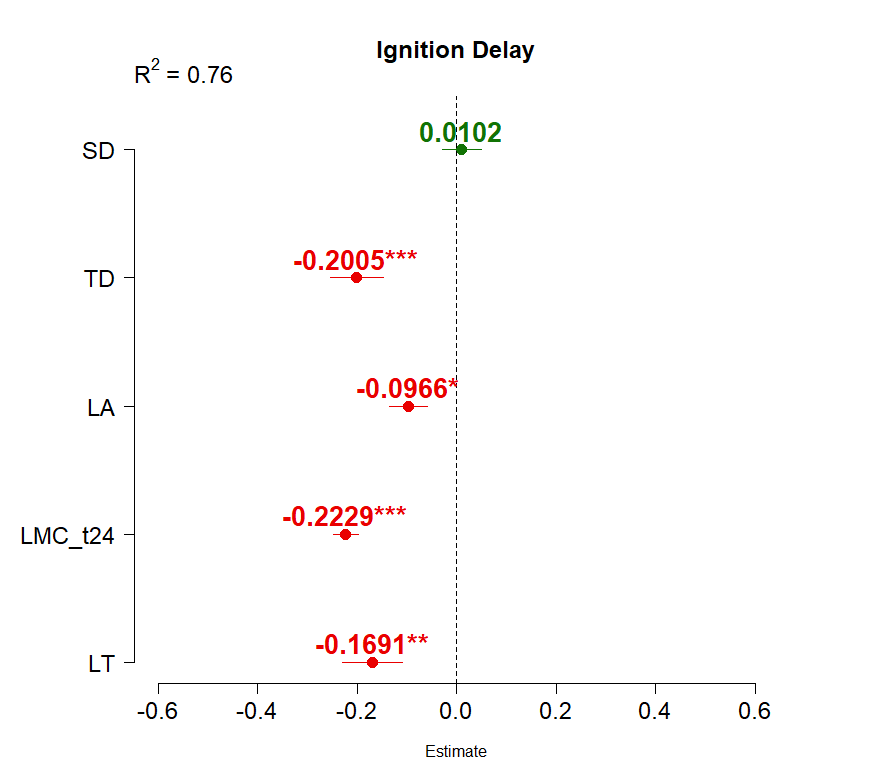 Ignition Delay
R² = 0.76
SD
0.0102
TD
-0.2005***
LA
-0.0966*
LMC_t24
-0.2229***
LT
-0.1691**
-0.6 -0.4 -0.2 0.0 0.2 0.4 0.6
Estimate